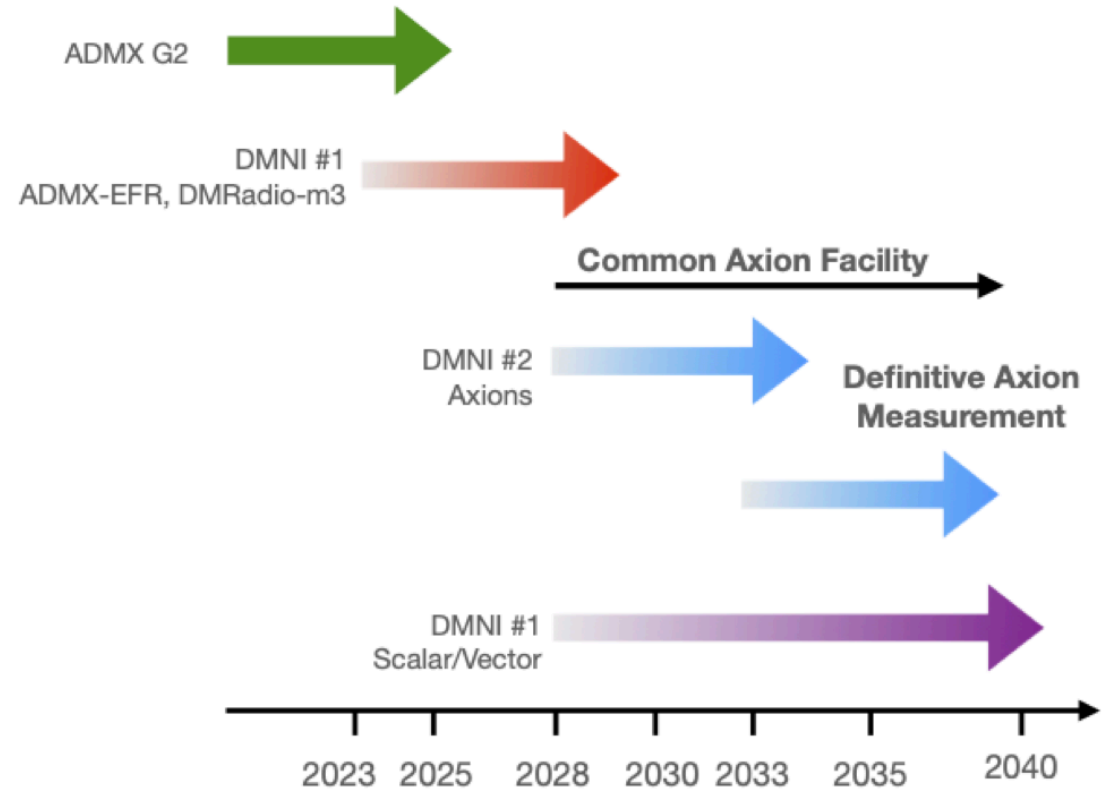 ADMX G2
DMNI #1
ADMX-EFR, DMRadio-m3
Common Axion Facility
DMNI #2
Axions
Definitive Axion
Measurement
DMNI #1
Scalar/Vector
2023 2025 2028 2030 2033 2035 2040